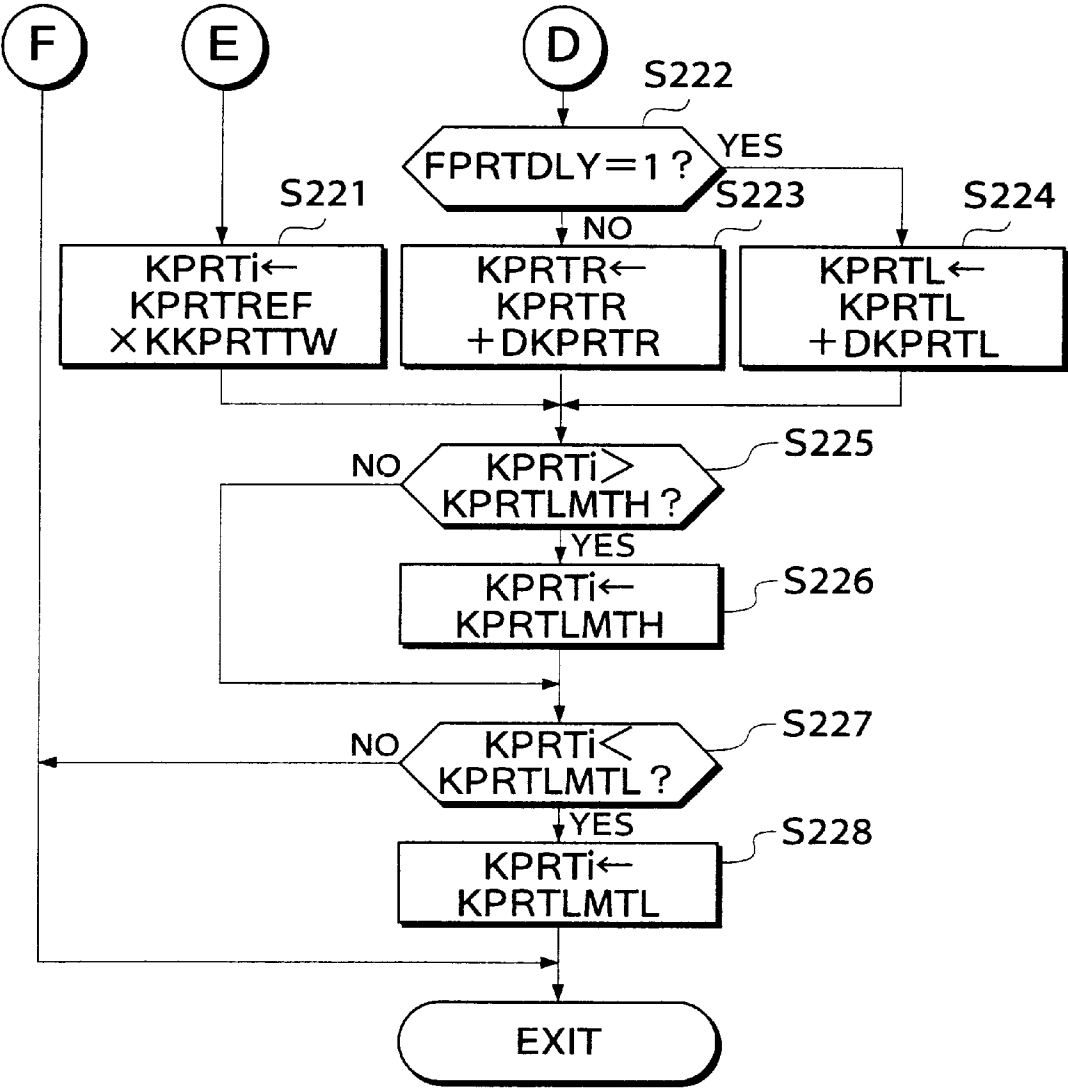 F
E
D
S222
FPRTDLY=1?
YES
NO
S221
KPRTi←
KPRTREF
×KKPRTTW
S223
KPRTR←
KPRTR
+DKPRTR
S224
KPRTL←
KPRTL
+DKPRTL
S225
KPRTi>
KPRTLMTH?
NO
YES
S226
KPRTi←
KPRTLMTH
S227
KPRTi<
KPRTLMTL?
NO
YES
S228
KPRTi←
KPRTLMTL
EXIT